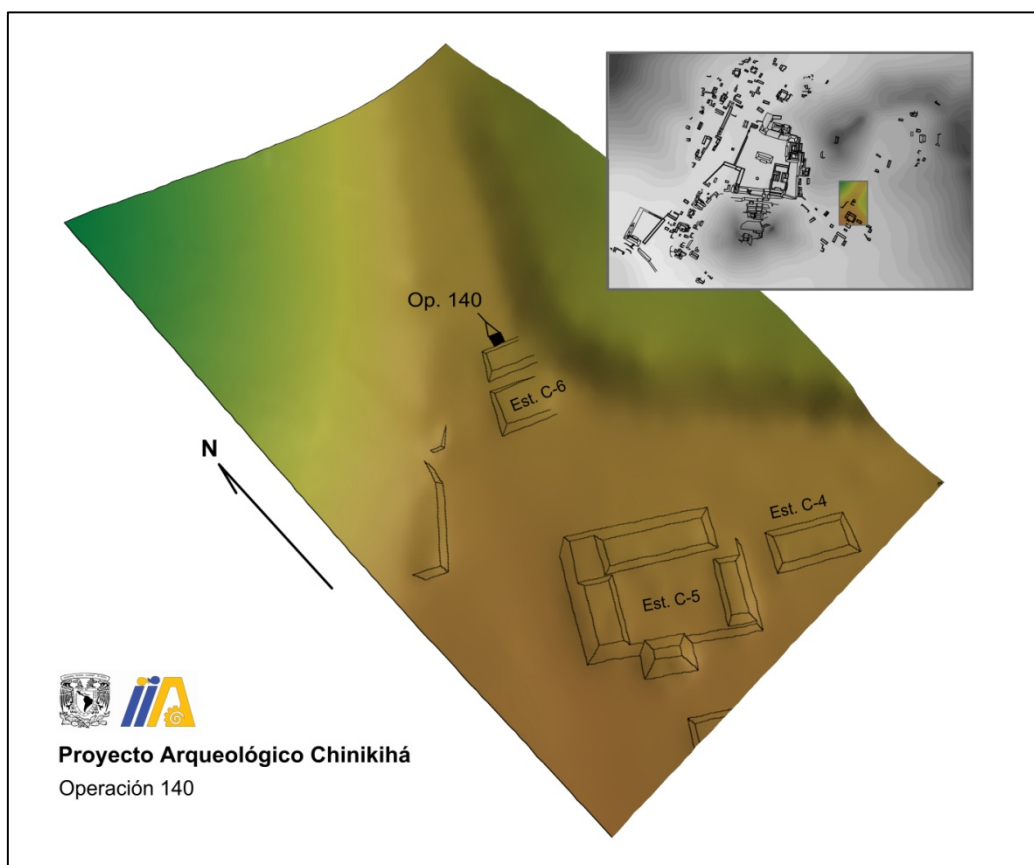 Op. 140
Est. C-6
N
Est. C-4
Est. C-5
Proyecto Arqueológico Chinikihá
Operación 140